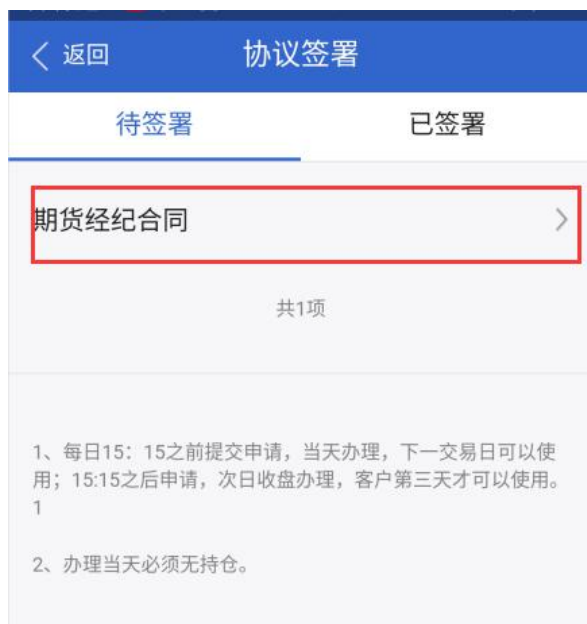 返回
协议签署
待签署
已签署
期货经纪合同
共1项
1、每日15：15之前提交申请，当天办理，下一交易日可以使
用；15:15之后申请，次日收盘办理，客户第三天才可以使用。
1
2、办理当天必须无持仓。